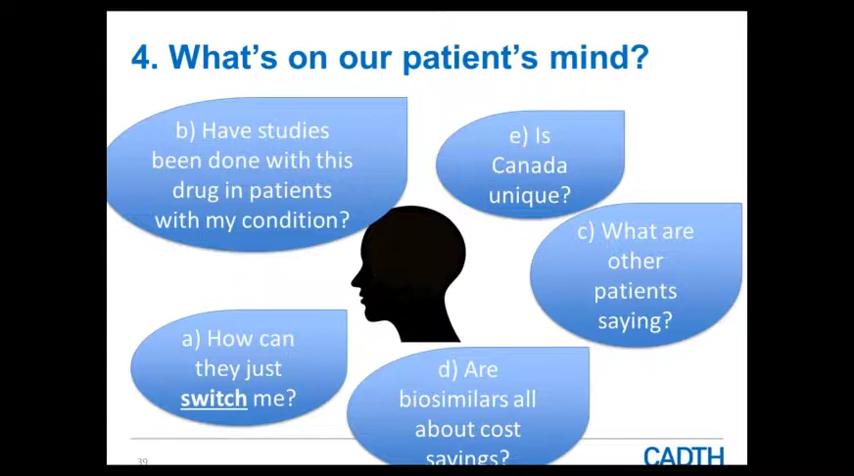 4. What's on our patient's mind?
b) Have studies
been done with this
drug in patients
with my condition?
e) Is
Canada
unique?
c) What are
other
patients
saying?
a) How can
they just
switch me?
d) Are
biosimilars all
about cost
savings?
39
CADTH